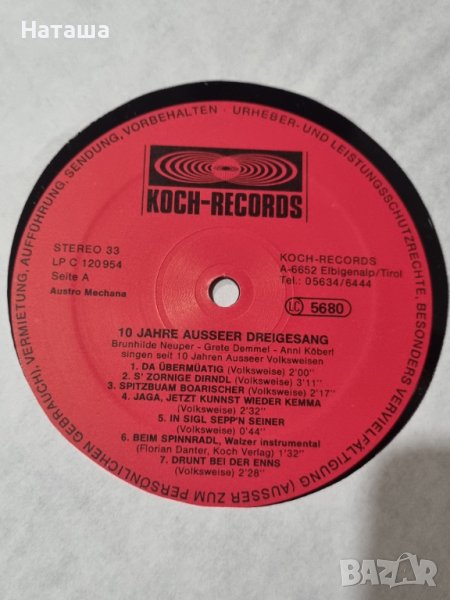 Наташа
URHEBER- UND LEISTUNGSSCHUTZRECHTE, BESONDERS VERVIELFÄLTIGUNG (AUSSER ZUM PERSÖNLICHEN GEBRAUCH), VERMIETUNG, AUFFÜHRUNG, SENDUNG, VORBEHALTEN ·
KOCH-RECORDS
STEREO 33
LP C 120 954
Seite A
Austro Mechana
KOCH-RECORDS
A-6652 Elbigenalp/Tirol
Tel.: 05634/6444
LC 5680
10 JAHRE AUSSEER DREIGESANG
Brunhilde Neuper - Grete Demmel - Anni Köberl
singen seit 10 Jahren Ausseer Volksweisen
1. DA ÜBERMÜATIG (Volksweise) 2'00"
2. S' ZORNIGE DIRNDL (Volksweise) 3'11"
3. SPITZBUAM BOARISCHER (Volksweise) 2'17"
4. JAGA, JETZT KUNNST WIEDER KEMMA
(Volksweise) 2'32"
5. IN SIGL SEPP'N SEINER
(Volksweise) 0'44"
6. BEIM SPINNRADL, Walzer instrumental
(Florian Danter, Koch Verlag) 1'32"
7. DRUNT BEI DER ENNS
(Volksweise) 2'28"
BAZAR
.bg